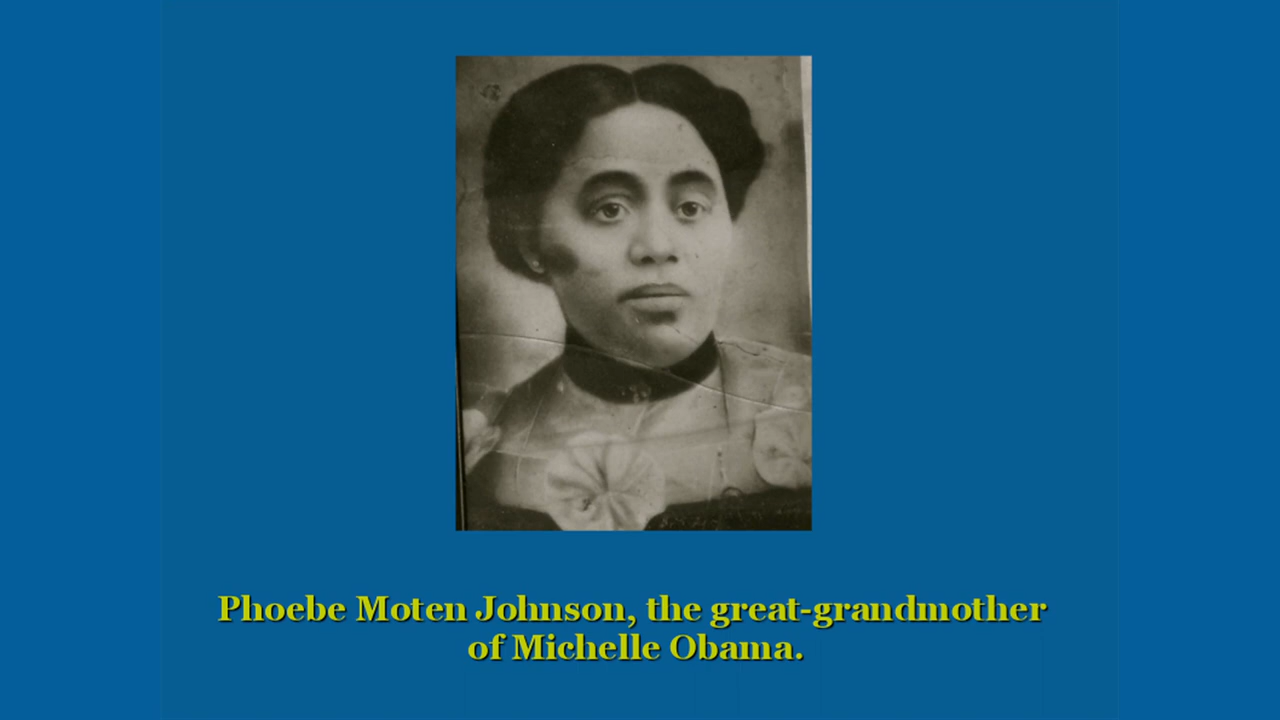 Phoebe Moten Johnson, the great-grandmother
of Michelle Obama.